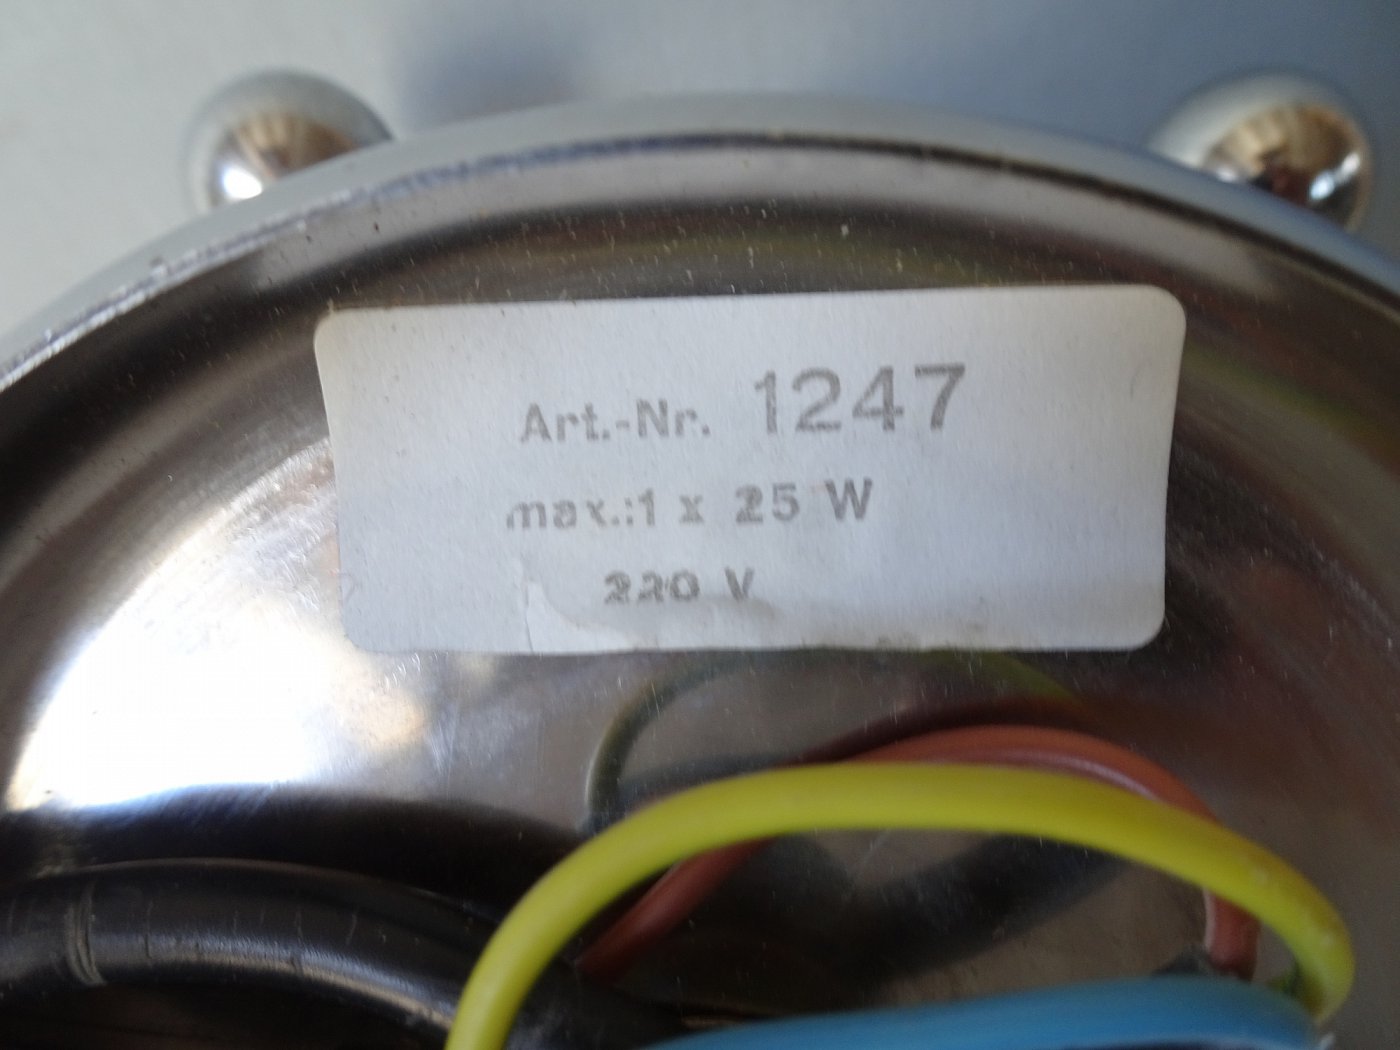 Art.-Nr. 1247
max.:1 x 25 W
220 V